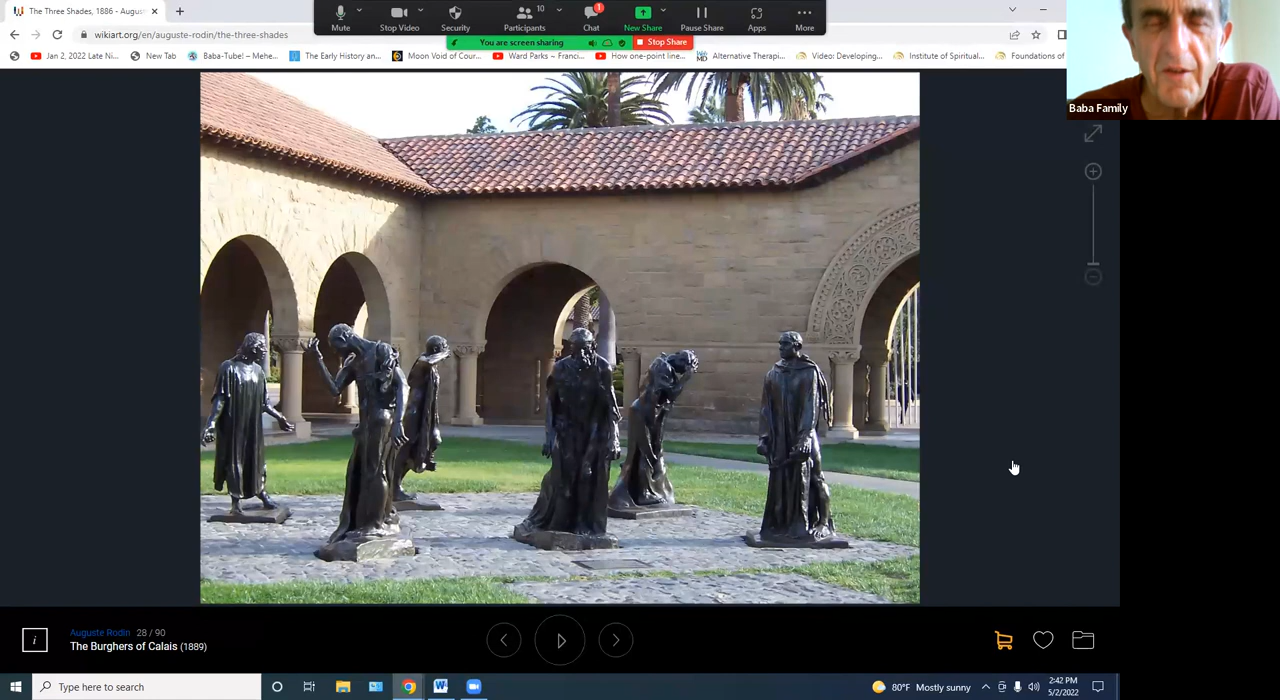 The Three Shades, 1886 - Augu
Mute
Stop Video
Security
Participants
10
Chat
1
New Share
Pause Share
Apps
More
You are screen sharing
Stop Share
wikiart.org/en/auguste-rodin/the-three-shades
Jan 2, 2022 Late Ni...
New Tab
Baba-Tube! – Mehe...
The Early History an...
Moon Void of Cour...
Ward Parks ~ Franci...
How one-point line...
Alternative Therapi...
Video: Developing...
Institute of Spiritual...
Foundations of
Baba Family
i
Auguste Rodin 28 / 90
The Burghers of Calais (1889)
Type here to search
80°F Mostly sunny
2:42 PM
5/2/2022